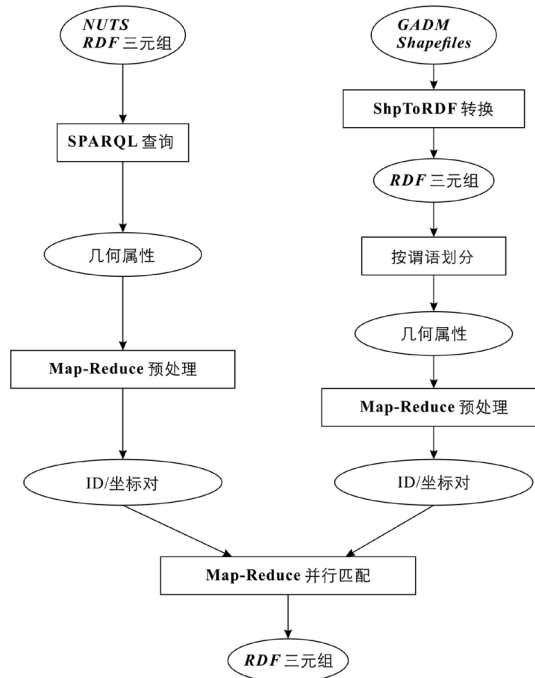 NUTS
RDF 三元组
SPARQL 查询
几何属性
Map-Reduce 预处理
ID/坐标对
GADM
Shapefiles
ShpToRDF 转换
RDF 三元组
按谓语划分
几何属性
Map-Reduce 预处理
ID/坐标对
Map-Reduce 并行匹配
RDF 三元组